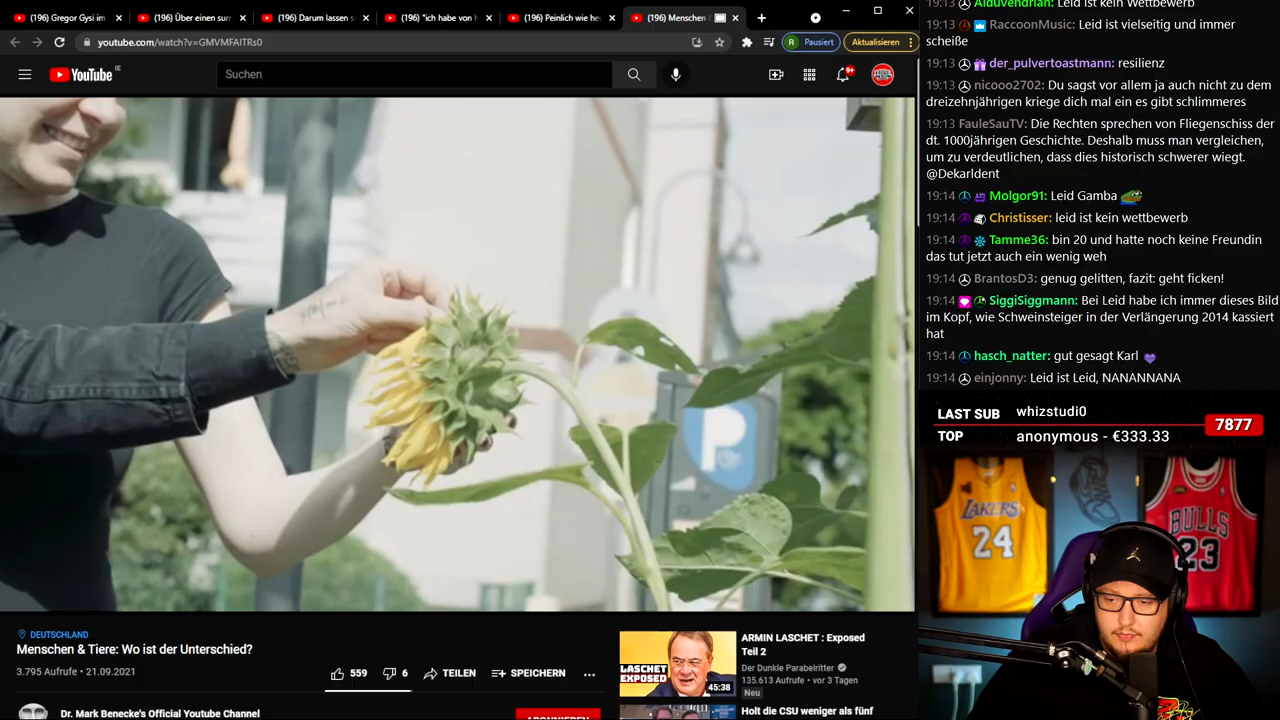 (196) Gregor Gysi im
(196) Über einen sur
(196) Darum lassen s
(196) "ich habe von h
(196) Peinlich wie he
(196) Menschen &
youtube.com/watch?v=GMVMFAITRs0
R Pausiert
Aktualisieren
YouTube
Suchen
9+
P
DEUTSCHLAND
Menschen & Tiere: Wo ist der Unterschied?
3.795 Aufrufe • 21.09.2021
559
6
TEILEN
SPEICHERN
Dr. Mark Benecke's Official Youtube Channel
ABONNIEREN
LASCHET
EXPOSED
45:38
ARMIN LASCHET : Exposed
Teil 2
Der Dunkle Parabelritter
135.613 Aufrufe • vor 3 Tagen
Neu
Holt die CSU weniger als fünf
Alduvendrian: Leid ist kein Wettbewerb
RaccoonMusic: Leid ist vielseitig und immer
scheiße
19:13 der_pulvertoastmann: resilienz
19:13 nicooo2702: Du sagst vor allem ja auch nicht zu dem
dreizehnjährigen kriege dich mal ein es gibt schlimmeres
19:13 FauleSauTV: Die Rechten sprechen von Fliegenschiss der
dt. 1000jährigen Geschichte. Deshalb muss man vergleichen,
um zu verdeutlichen, dass dies historisch schwerer wiegt.
@DekarIdent
19:14 Molgor91: Leid Gamba
19:14 Christisser: leid ist kein wettbewerb
19:14 Tamme36: bin 20 und hatte noch keine Freundin
das tut jetzt auch ein wenig weh
19:14 BrantosD3: genug gelitten, fazit: geht ficken!
19:14 SiggiSiggmann: Bei Leid habe ich immer dieses Bild
im Kopf, wie Schweinsteiger in der Verlängerung 2014 kassiert
hat
19:14 hasch_natter: gut gesagt Karl
19:14 einjonny: Leid ist Leid, NANANNANA
LAST SUB whizstudi0
7877
TOP anonymous - €333.33
LAKERS
24
BULLS
23